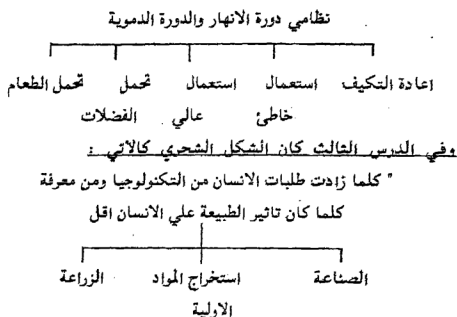 نظامي دورة الانهار والدورة الدموية
اعادة التكيف استعمال استعمال تحمل تحمل الطعام
خاطئ عالي الفضلات
وفي الدرس الثالث كان الشكل الشجري كالاتي :
" كلما زادت طلبات الانسان من التكنولوجيا ومن معرفة
كلما كان تاثير الطبيعة علي الانسان اقل
الصناعة استخراج المواد الزراعة
الاولية